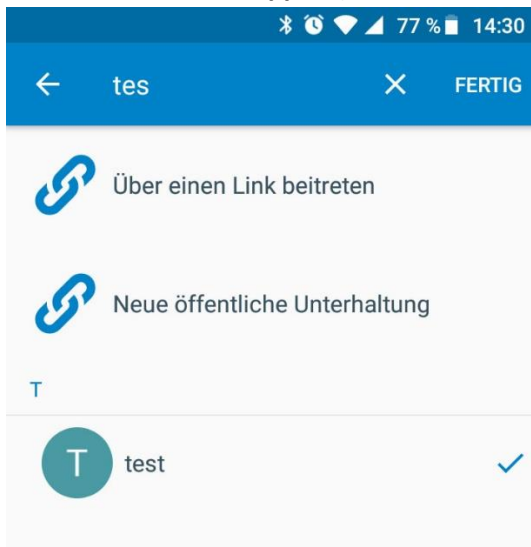 77 % 14:30
tes FERTIG
Über einen Link beitreten
Neue öffentliche Unterhaltung
T
T test